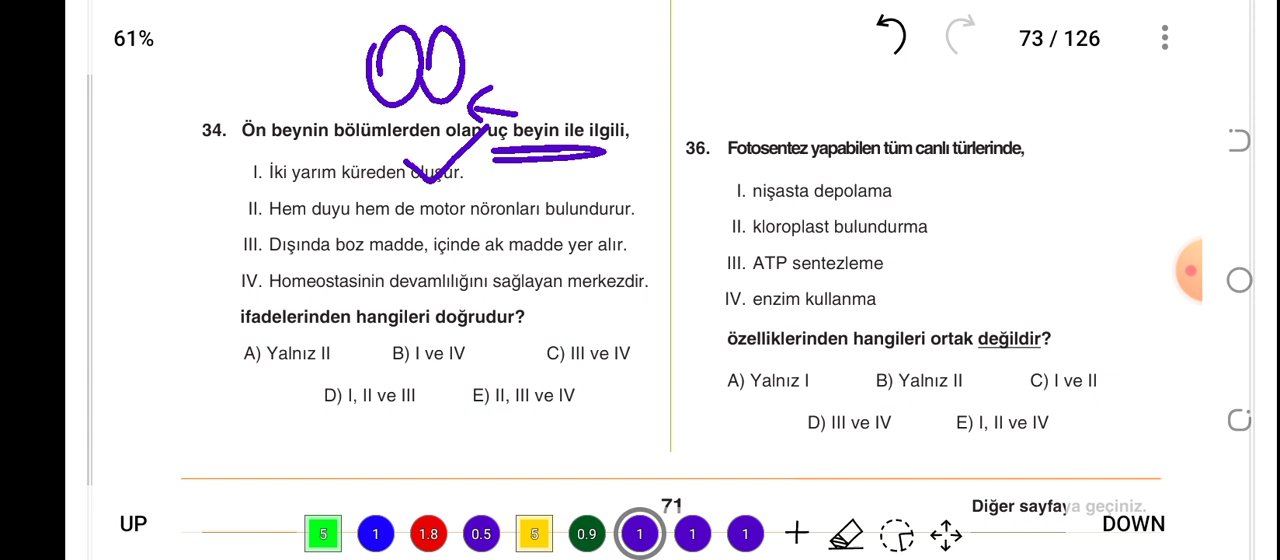 61%
73 / 126
34. Ön beynin bölümlerden olan uç beyin ile ilgili,
I. İki yarım küreden oluşur.
II. Hem duyu hem de motor nöronları bulundurur.
III. Dışında boz madde, içinde ak madde yer alır.
IV. Homeostasinin devamlılığını sağlayan merkezdir.
ifadelerinden hangileri doğrudur?
A) Yalnız II B) I ve IV C) III ve IV
D) I, II ve III E) II, III ve IV
36. Fotosentez yapabilen tüm canlı türlerinde,
I. nişasta depolama
II. kloroplast bulundurma
III. ATP sentezleme
IV. enzim kullanma
özelliklerinden hangileri ortak değildir?
A) Yalnız I B) Yalnız II C) I ve II
D) III ve IV E) I, II ve IV
71
Diğer sayfaya geçiniz.
UP
5 1 1.8 0.5 5 0.9 1 1 1
DOWN